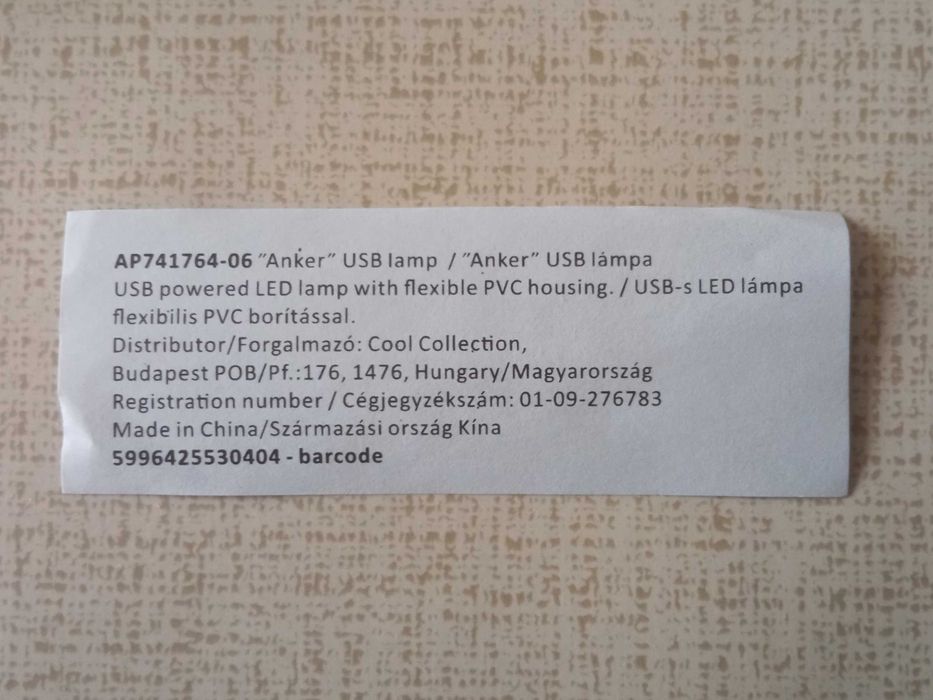 AP741764-06 ″Anker″ USB lamp / ″Anker″ USB lámpa
USB powered LED lamp with flexible PVC housing. / USB-s LED lámpa
flexibilis PVC borítással.
Distributor/Forgalmazó: Cool Collection,
Budapest POB/Pf.:176, 1476, Hungary/Magyarország
Registration number / Cégjegyzékszám: 01-09-276783
Made in China/Származási ország Kína
5996425530404 - barcode